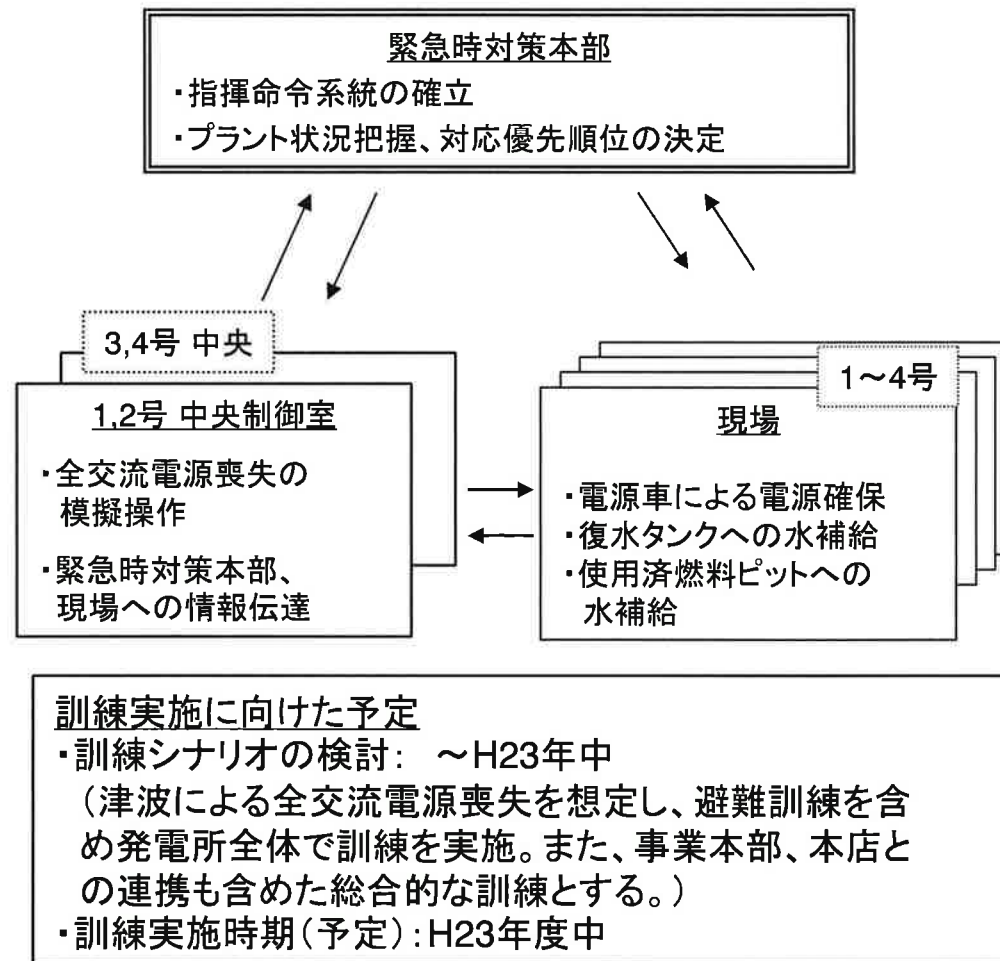 緊急時対策本部
・指揮命令系統の確立
・プラント状況把握、対応優先順位の決定
3,4号 中央
1,2号 中央制御室
・全交流電源喪失の
模擬操作
・緊急時対策本部、
現場への情報伝達
1～4号
現場
・電源車による電源確保
・復水タンクへの水補給
・使用済燃料ピットへの
水補給
訓練実施に向けた予定
・訓練シナリオの検討： ～H23年中
（津波による全交流電源喪失を想定し、避難訓練を含
め発電所全体で訓練を実施。また、事業本部、本店と
の連携も含めた総合的な訓練とする。）
・訓練実施時期（予定）：H23年度中